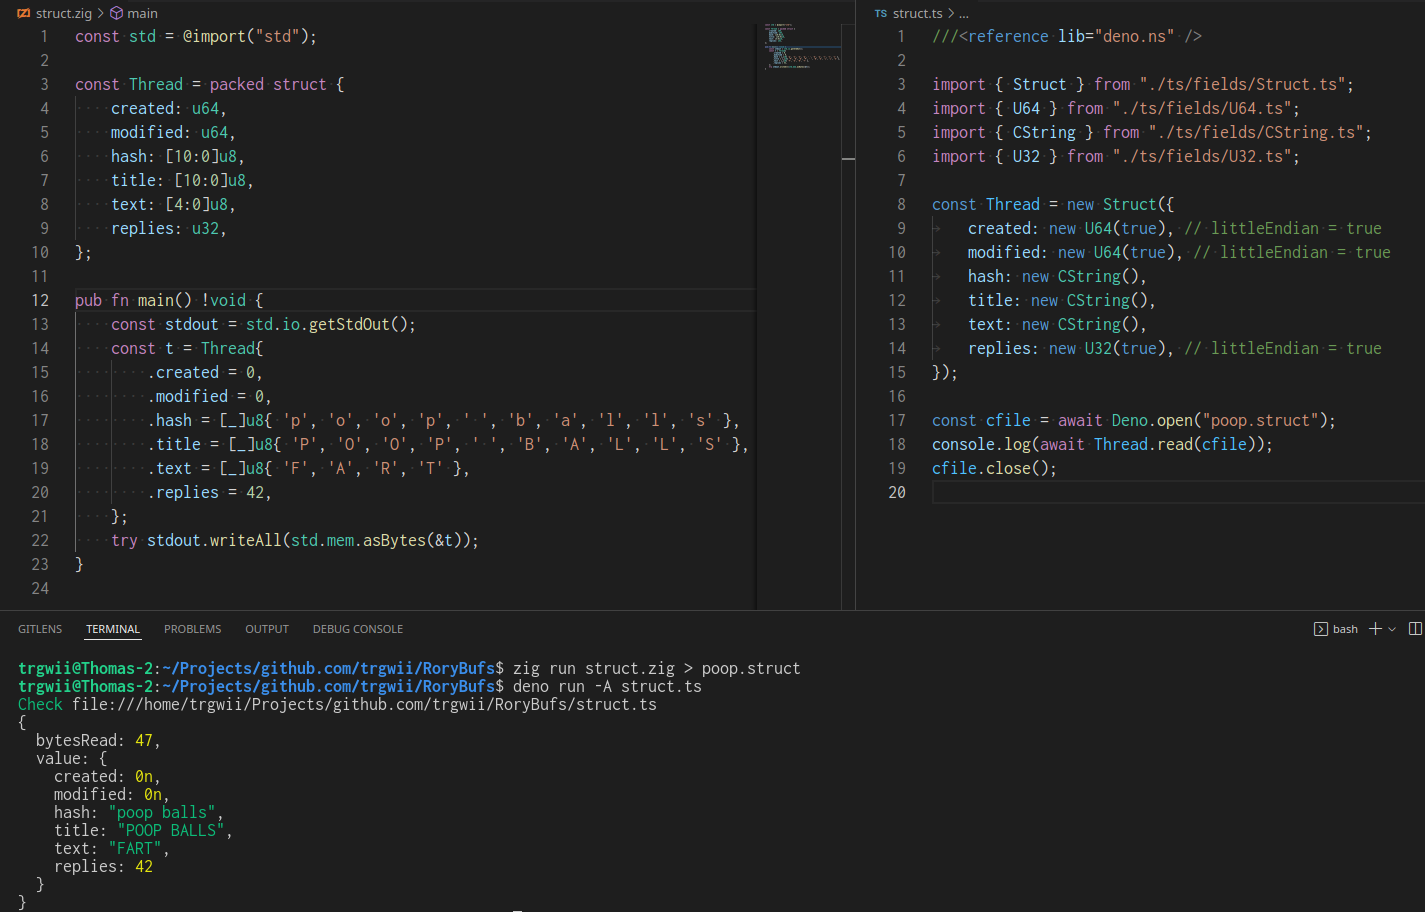 struct.zig > main
1 const std = @import("std");
2
3 const Thread = packed struct {
4     created: u64,
5     modified: u64,
6     hash: [10:0]u8,
7     title: [10:0]u8,
8     text: [4:0]u8,
9     replies: u32,
10 };
11
12 pub fn main() !void {
13     const stdout = std.io.getStdOut();
14     const t = Thread{
15         .created = 0,
16         .modified = 0,
17         .hash = [_]u8{ 'p', 'o', 'o', 'p', ' ', 'b', 'a', 'l', 'l', 's' },
18         .title = [_]u8{ 'P', 'O', 'O', 'P', ' ', 'B', 'A', 'L', 'L', 'S' },
19         .text = [_]u8{ 'F', 'A', 'R', 'T' },
20         .replies = 42,
21     };
22     try stdout.writeAll(std.mem.asBytes(&t));
23 }
24
TS struct.ts > ...
1 ///<reference lib="deno.ns" />
2
3 import { Struct } from "./ts/fields/Struct.ts";
4 import { U64 } from "./ts/fields/U64.ts";
5 import { CString } from "./ts/fields/CString.ts";
6 import { U32 } from "./ts/fields/U32.ts";
7
8 const Thread = new Struct({
9     created: new U64(true), // littleEndian = true
10     modified: new U64(true), // littleEndian = true
11     hash: new CString(),
12     title: new CString(),
13     text: new CString(),
14     replies: new U32(true), // littleEndian = true
15 });
16
17 const cfile = await Deno.open("poop.struct");
18 console.log(await Thread.read(cfile));
19 cfile.close();
20
GITLENS TERMINAL PROBLEMS OUTPUT DEBUG CONSOLE bash
trgwii@Thomas-2:~/Projects/github.com/trgwii/RoryBufs$ zig run struct.zig > poop.struct
trgwii@Thomas-2:~/Projects/github.com/trgwii/RoryBufs$ deno run -A struct.ts
Check file:///home/trgwii/Projects/github.com/trgwii/RoryBufs/struct.ts
{
  bytesRead: 47,
  value: {
    created: 0n,
    modified: 0n,
    hash: "poop balls",
    title: "POOP BALLS",
    text: "FART",
    replies: 42
  }
}